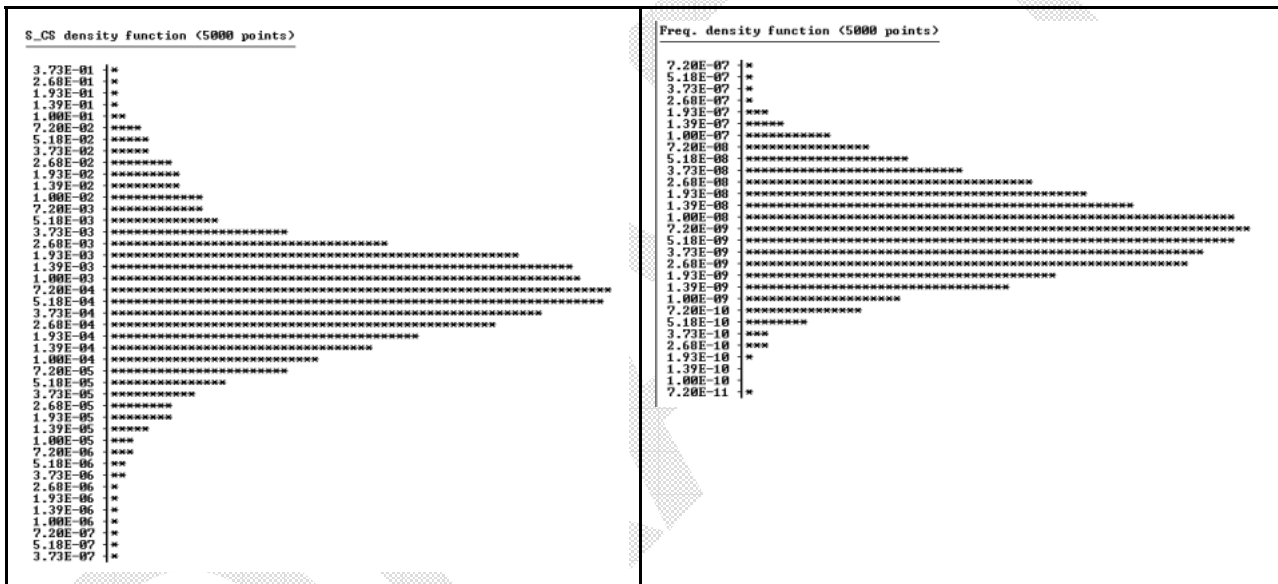 S_CS density function (5000 points)
3.73E-01
2.68E-01
1.93E-01
1.39E-01
1.00E-01
7.20E-02
5.18E-02
3.73E-02
2.68E-02
1.93E-02
1.39E-02
1.00E-02
7.20E-03
5.18E-03
3.73E-03
2.68E-03
1.93E-03
1.39E-03
1.00E-03
7.20E-04
5.18E-04
3.73E-04
2.68E-04
1.93E-04
1.39E-04
1.00E-04
7.20E-05
5.18E-05
3.73E-05
2.68E-05
1.93E-05
1.39E-05
1.00E-05
7.20E-06
5.18E-06
3.73E-06
2.68E-06
1.93E-06
1.39E-06
1.00E-06
7.20E-07
5.18E-07
3.73E-07
Freq. density function (5000 points)
7.20E-07
5.18E-07
3.73E-07
2.68E-07
1.93E-07
1.39E-07
1.00E-07
7.20E-08
5.18E-08
3.73E-08
2.68E-08
1.93E-08
1.39E-08
1.00E-08
7.20E-09
5.18E-09
3.73E-09
2.68E-09
1.93E-09
1.39E-09
1.00E-09
7.20E-10
5.18E-10
3.73E-10
2.68E-10
1.93E-10
1.39E-10
1.00E-10
7.20E-11